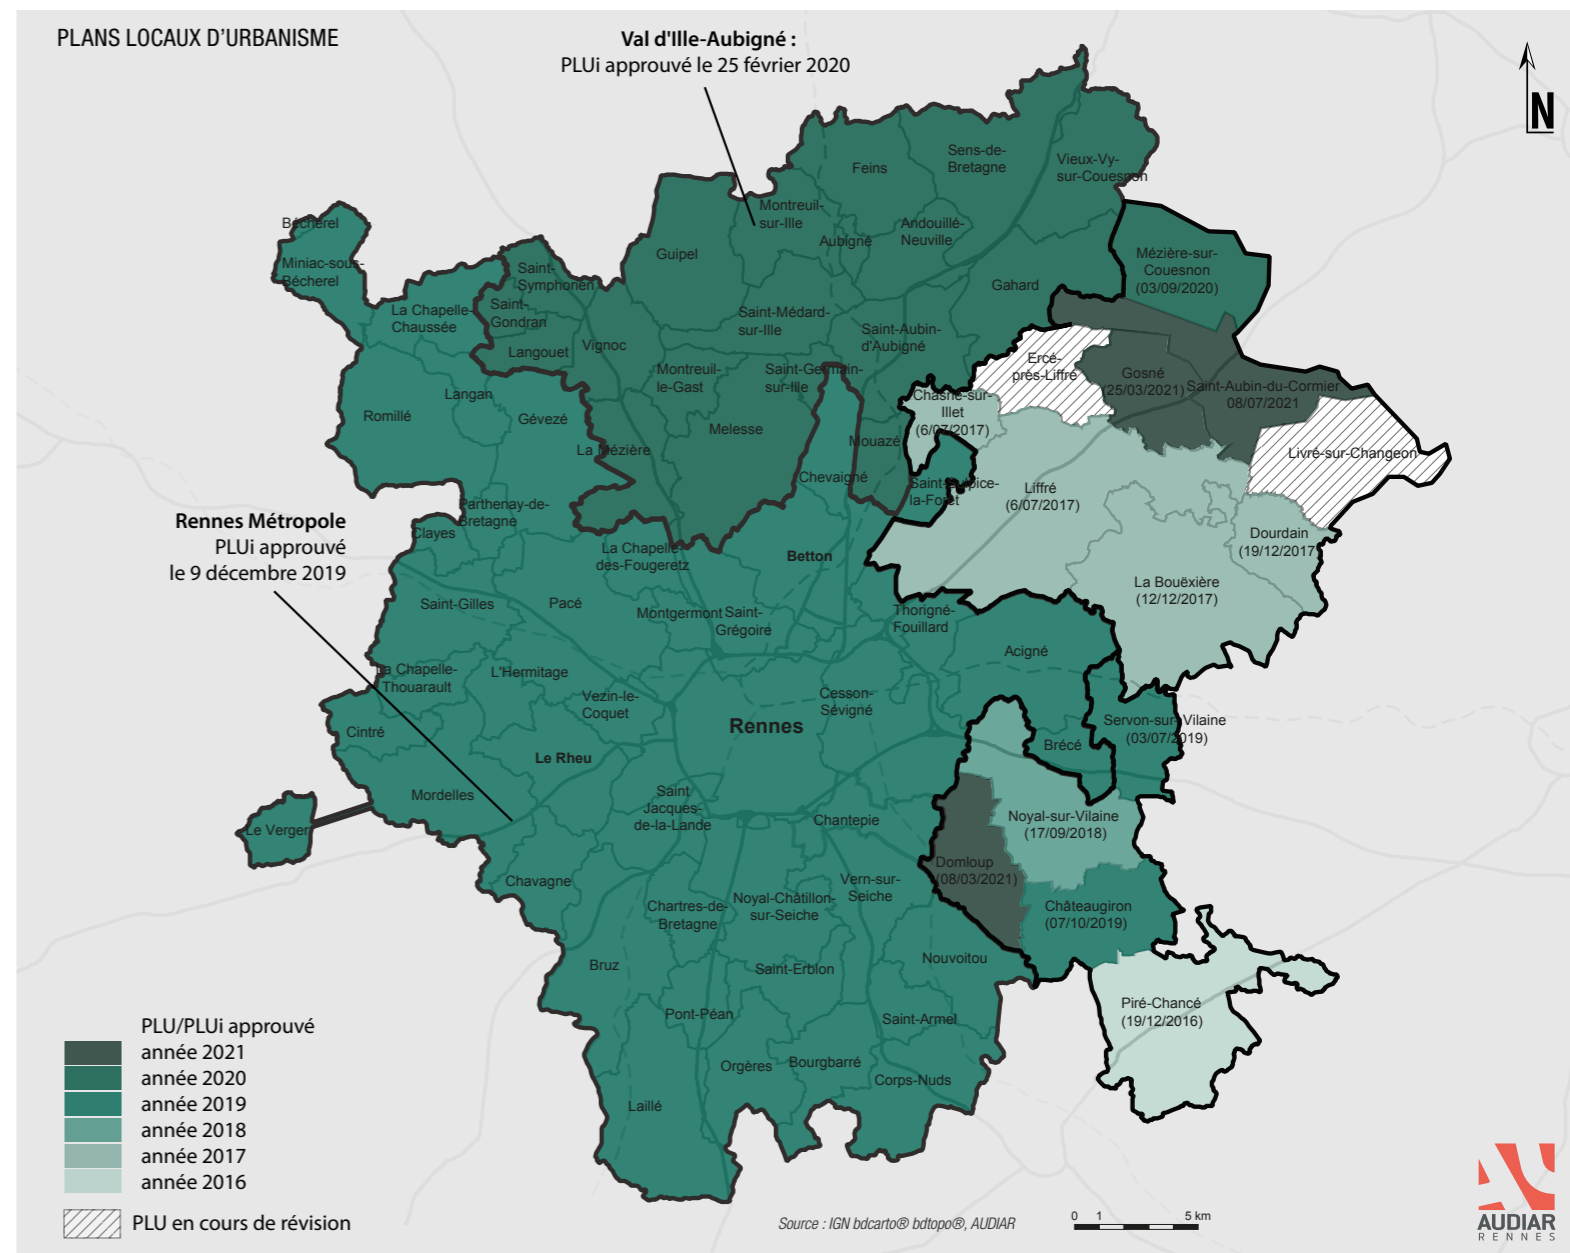 PLANS LOCAUX D'URBANISME
Val d'Ille-Aubigné :
PLUi approuvé le 25 février 2020
N
Feins
Sens-de-
Bretagne
Vieux-Vy-
sur-Couesnon
Montreuil-
sur-Ille
Aubigné
Andouillé-
Neuville
Guipel
Gahard
Mézière-sur-
Couesnon
(03/09/2020)
Bécherel
Miniac-sous-
Bécherel
La Chapelle-
Chaussée
Saint-
Symphorien
Saint-
Gondran
Langouet
Vignoc
Saint-Médard-
sur-Ille
Saint-Aubin-
d'Aubigné
Montreuil-
le-Gast
Saint-Germain-
sur-Ille
Ercé-
près-Liffré
Gosné
(25/03/2021)
Saint-Aubin-du-Cormier
08/07/2021
Chasné-sur-
Illet
(6/07/2017)
Livré-sur-Changeon
Romillé
Langan
Gévezé
La Mézière
Melesse
Mouazé
Chevaigné
Saint-Sulpice-
la-Forêt
Liffré
(6/07/2017)
Dourdain
(19/12/2017
La Bouëxière
(12/12/2017)
Rennes Métropole
PLUi approuvé
le 9 décembre 2019
Parthenay-de-
Bretagne
Clayes
La Chapelle-
des-Fougeretz
Betton
Saint-Gilles
Pacé
Montgermont
Saint-
Grégoire
Thorigné-
Fouillard
Acigné
La Chapelle-
Thouarault
L'Hermitage
Vezin-le-
Coquet
Cesson-
Sévigné
Rennes
Servon-sur-Vilaine
(03/07/2019)
Brécé
Cintré
Le Rheu
Mordelles
Saint
Jacques-
de-la-Lande
Chantepie
Noyal-sur-Vilaine
(17/09/2018)
Le Verger
Domloup
(08/03/2021)
Chavagne
Chartres-de-
Bretagne
Noyal-Châtillon-
sur-Seiche
Vern-sur-
Seiche
Châteaugiron
(07/10/2019)
Bruz
Saint-Erblon
Nouvoitou
Pont-Péan
Saint-Armel
Piré-Chancé
(19/12/2016)
Orgères
Bourgbarré
Corps-Nuds
Laillé
PLU/PLUi approuvé
année 2021
année 2020
année 2019
année 2018
année 2017
année 2016
PLU en cours de révision
Source : IGN bdcarto® bdtopo®, AUDIAR
0 1 5 km
AUDIAR
RENNES